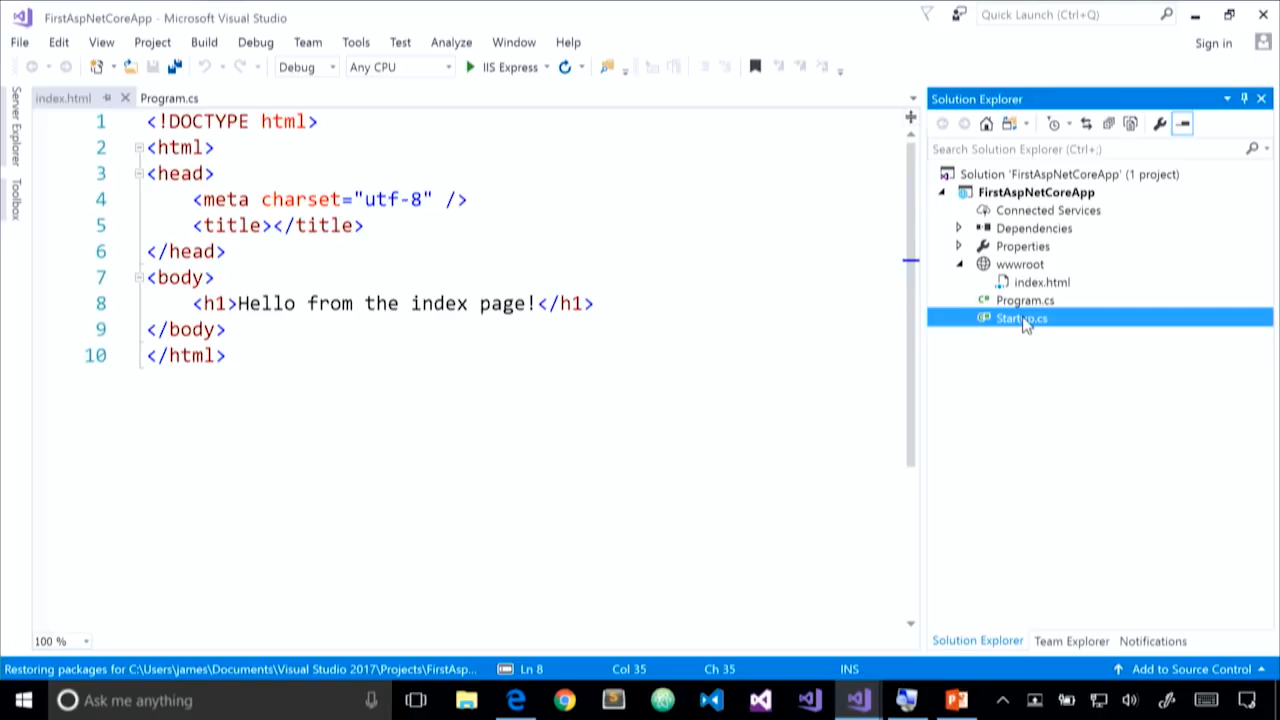 FirstAspNetCoreApp - Microsoft Visual Studio
Quick Launch (Ctrl+Q)
File Edit View Project Build Debug Team Tools Test Analyze Window Help
Sign in
Debug Any CPU IIS Express
Server Explorer
Toolbox
index.html Program.cs
1 <!DOCTYPE html>
2 <html>
3 <head>
4 <meta charset="utf-8" />
5 <title></title>
6 </head>
7 <body>
8 <h1>Hello from the index page!</h1>
9 </body>
10 </html>
100 %
Solution Explorer
Search Solution Explorer (Ctrl+;)
Solution 'FirstAspNetCoreApp' (1 project)
FirstAspNetCoreApp
Connected Services
Dependencies
Properties
wwwroot
index.html
Program.cs
Startup.cs
Solution Explorer Team Explorer Notifications
Restoring packages for C:\Users\james\Documents\Visual Studio 2017\Projects\FirstAsp... Ln 8 Col 35 Ch 35 INS Add to Source Control
Ask me anything